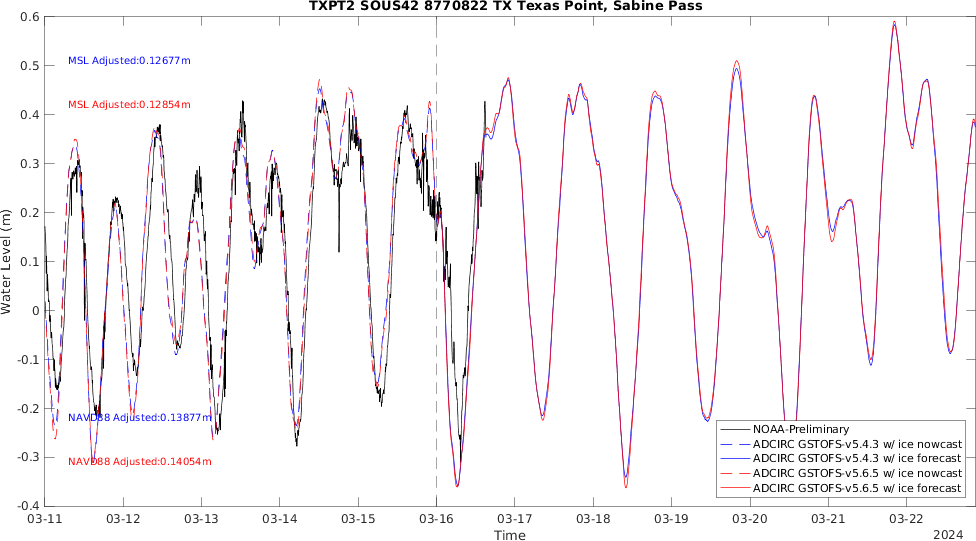 TXPT2 SOUS42 8770822 TX Texas Point, Sabine Pass
Water Level (m)
0.6
0.5
0.4
0.3
0.2
0.1
0
-0.1
-0.2
-0.3
-0.4
MSL Adjusted:0.12677m
MSL Adjusted:0.12854m
NAVD88 Adjusted:0.13877m
NAVD88 Adjusted:0.14054m
NOAA-Preliminary
ADCIRC GSTOFS-v5.4.3 w/ ice nowcast
ADCIRC GSTOFS-v5.4.3 w/ ice forecast
ADCIRC GSTOFS-v5.6.5 w/ ice nowcast
ADCIRC GSTOFS-v5.6.5 w/ ice forecast
03-11 03-12 03-13 03-14 03-15 03-16 03-17 03-18 03-19 03-20 03-21 03-22
Time
2024